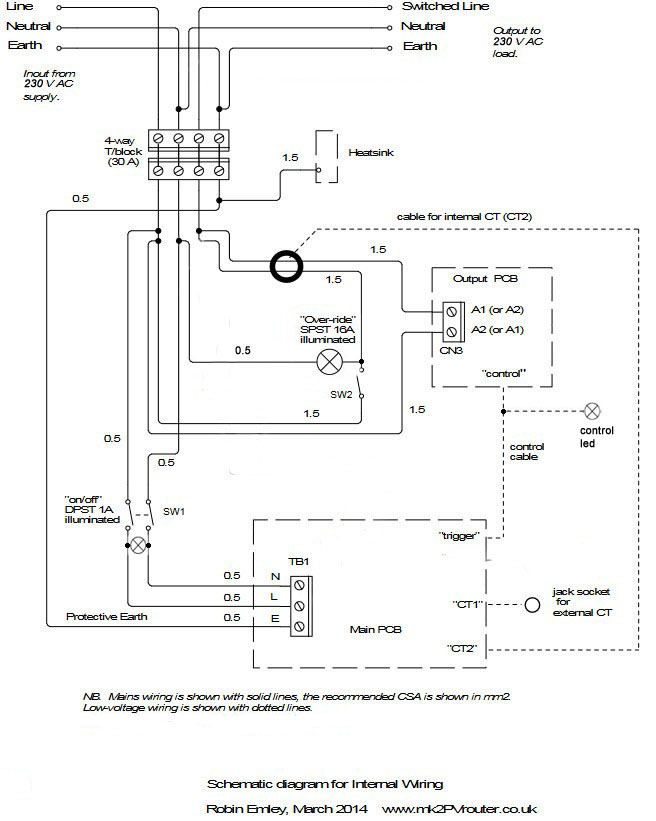 Line
Neutral
Earth
Switched Line
Neutral
Earth
Output to
230 V AC
load.
Inout from
230 V AC
supply.
4-way
T/block
(30 A)
1.5
Heatsink
0.5
cable for internal CT (CT2)
1.5
1.5
Output PCB
A1 (or A2)
A2 (or A1)
CN3
"control"
"Over-ride"
SPST 16A
illuminated
0.5
SW2
1.5
1.5
control
led
control
cable
0.5
0.5
"on/off"
DPST 1A
illuminated
SW1
"trigger"
TB1
0.5 N
0.5 L
Protective Earth 0.5 E
Main PCB
"CT1"
jack socket
for
external CT
"CT2"
NB. Mains wiring is shown with solid lines, the recommended CSA is shown in mm2.
Low-voltage wiring is shown with dotted lines.
Schematic diagram for Internal Wiring
Robin Emley, March 2014 www.mk2PVrouter.co.uk